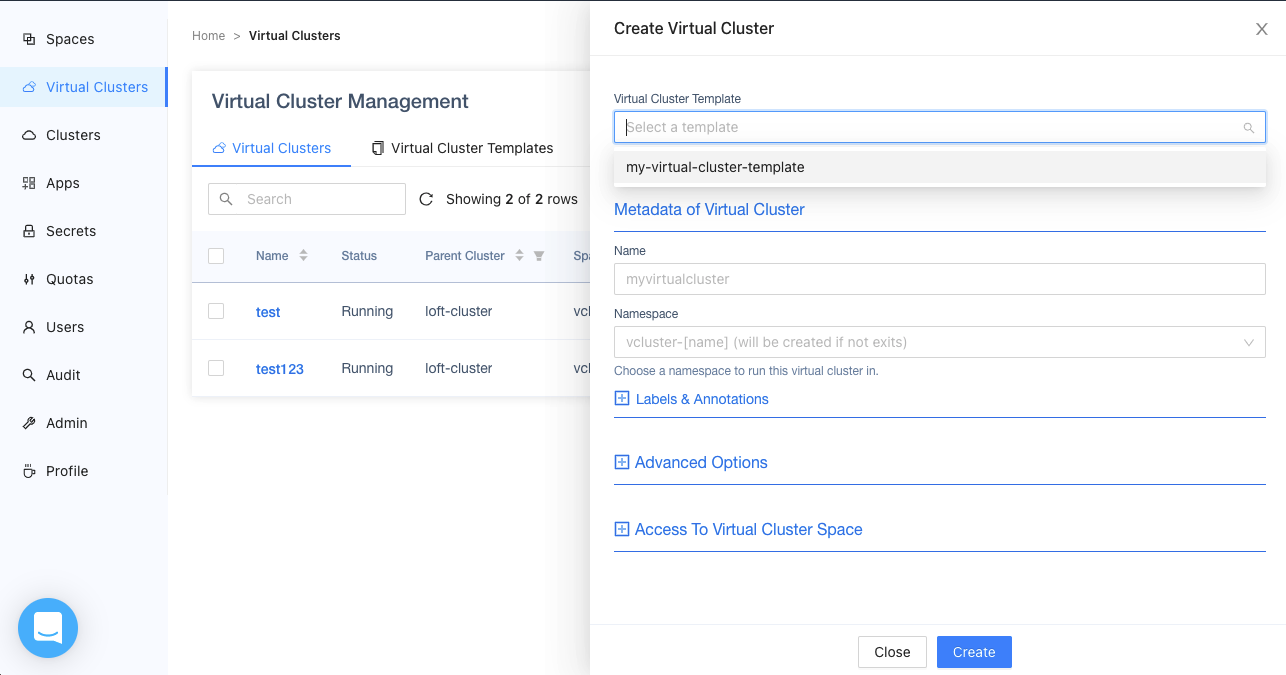 Spaces
Virtual Clusters
Clusters
Apps
Secrets
Quotas
Users
Audit
Admin
Profile
Home > Virtual Clusters
Virtual Cluster Management
Virtual Clusters Virtual Cluster Templates
Search Showing 2 of 2 rows
Name Status Parent Cluster
test Running loft-cluster
test123 Running loft-cluster
Create Virtual Cluster
Virtual Cluster Template
Select a template
my-virtual-cluster-template
Metadata of Virtual Cluster
Name
myvirtualcluster
Namespace
vcluster-[name] (will be created if not exits)
Choose a namespace to run this virtual cluster in.
Labels & Annotations
Advanced Options
Access To Virtual Cluster Space
Close Create